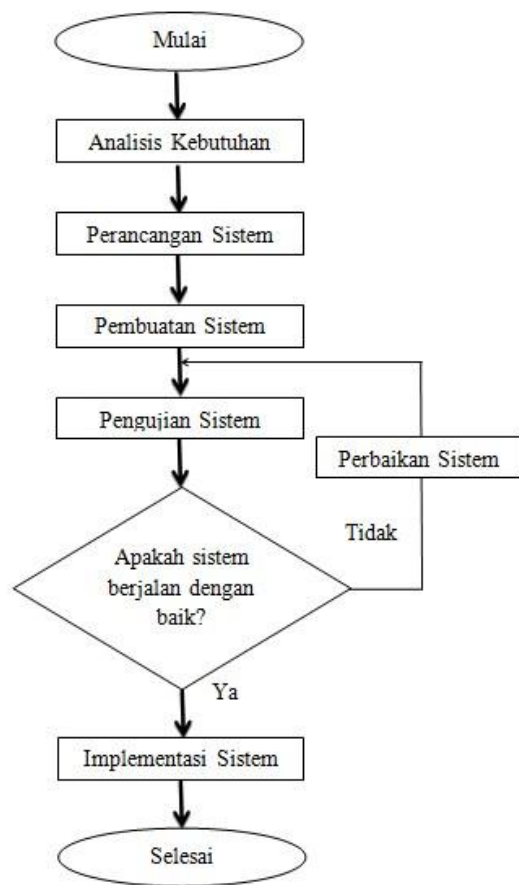 Mulai
Analisis Kebutuhan
Perancangan Sistem
Pembuatan Sistem
Pengujian Sistem
Perbaikan Sistem
Tidak
Apakah sistem
berjalan dengan
baik?
Ya
Implementasi Sistem
Selesai